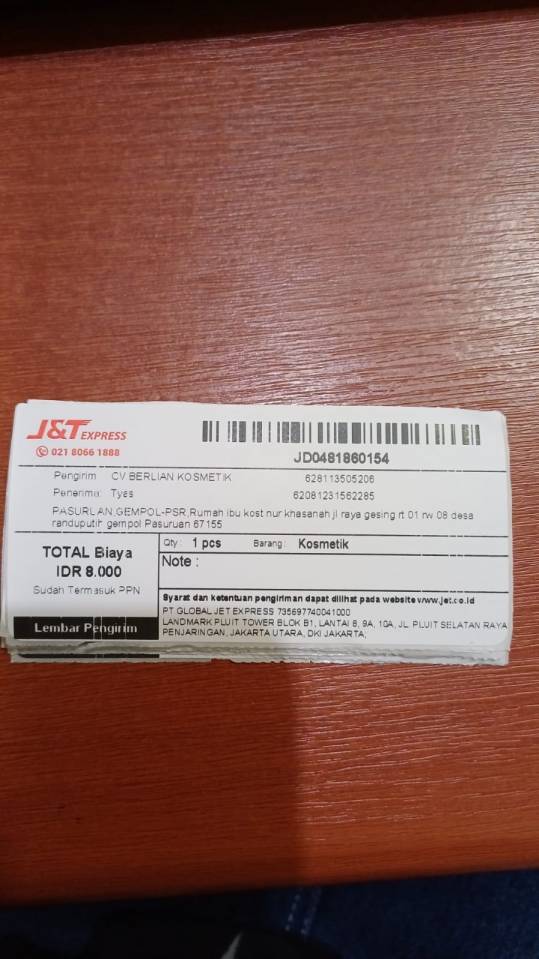 J&T EXPRESS
021 8066 1888
JD0481860154
Pengirim : CV BERLIAN KOSMETIK 628113505206
Penerima: Tyas 62081231562285
PASURUAN,GEMPOL-PSR,Rumah ibu kost nur khasanah jl raya gesing rt 01 rw 08 desa
randuputih gempol Pasuruan 67155
TOTAL Biaya
IDR 8.000
Sudah Termasuk PPN
Lembar Pengirim
Qty : 1 pcs Barang : Kosmetik
Note :
Syarat dan ketentuan pengiriman dapat dilihat pada website www.jet.co.id
PT GLOBAL JET EXPRESS 735697740041000
LANDMARK PLUIT TOWER BLOK B1, LANTAI 8, 9A, 10A, JL. PLUIT SELATAN RAYA
PENJARINGAN, JAKARTA UTARA, DKI JAKARTA;